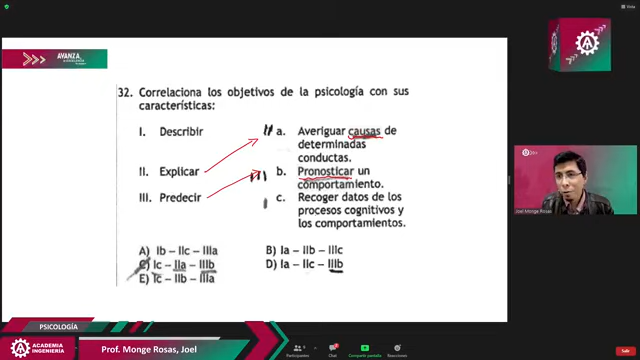 Vista
AVANZA
32. Correlaciona los objetivos de la psicología con sus
características:
I. Describir
II. Explicar
III. Predecir
II a. Averiguar causas de
determinadas
conductas.
III b. Pronosticar un
comportamiento.
I c. Recoger datos de los
procesos cognitivos y
y los comportamientos.
A) Ib – IIc – IIIa
B) Ia – IIb – IIIc
C) Ic – IIa – IIIb
D) Ia – IIc – IIIb
E) Ic – IIb – IIIa
Joel Monge Rosas
PSICOLOGÍA
ACADEMIA
INGENIERÍA
Prof. Monge Rosas, Joel
Participantes
Chat
Compartir pantalla
Reacciones
Salir